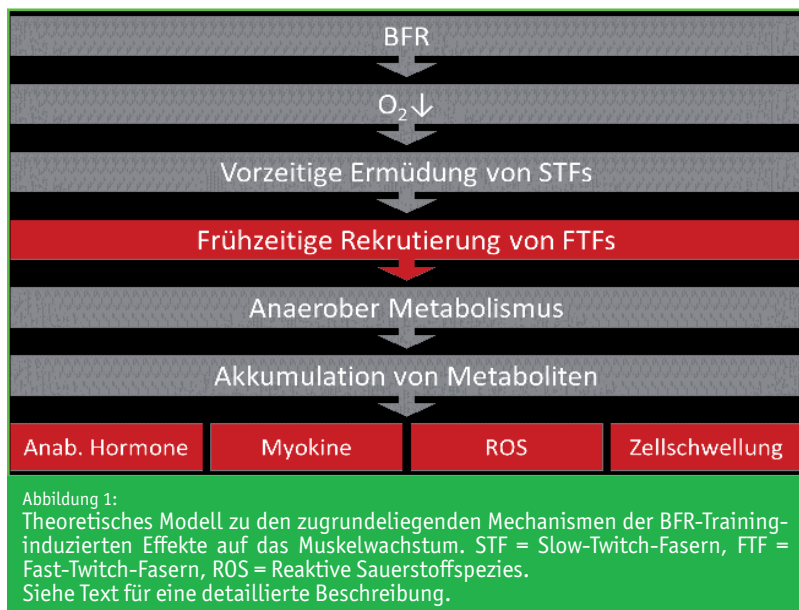 BFR
O₂↓
Vorzeitige Ermüdung von STFs
Frühzeitige Rekrutierung von FTFs
Anaerober Metabolismus
Akkumulation von Metaboliten
Anab. Hormone Myokine ROS Zellschwellung
Abbildung 1:
Theoretisches Modell zu den zugrundeliegenden Mechanismen der BFR-Training-
induzierten Effekte auf das Muskelwachstum. STF = Slow-Twitch-Fasern, FTF =
Fast-Twitch-Fasern, ROS = Reaktive Sauerstoffspezies.
Siehe Text für eine detaillierte Beschreibung.